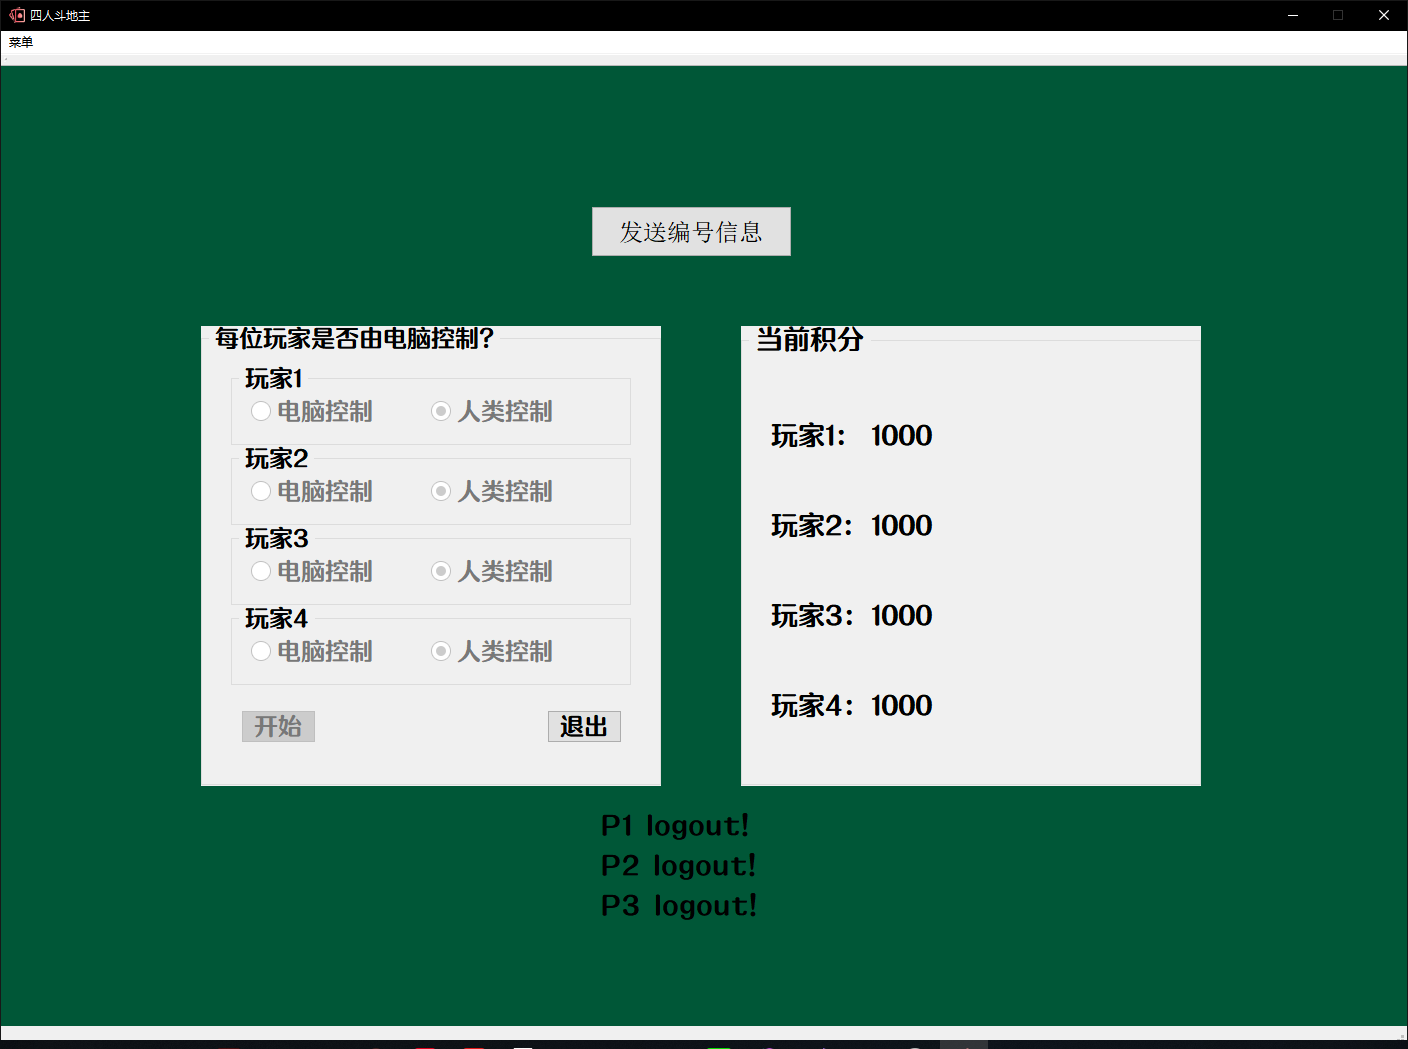 四人斗地主
菜单
发送编号信息
每位玩家是否由电脑控制?
玩家1
电脑控制 人类控制
玩家2
电脑控制 人类控制
玩家3
电脑控制 人类控制
玩家4
电脑控制 人类控制
开始 退出
当前积分
玩家1： 1000
玩家2： 1000
玩家3： 1000
玩家4： 1000
P1 logout!
P2 logout!
P3 logout!